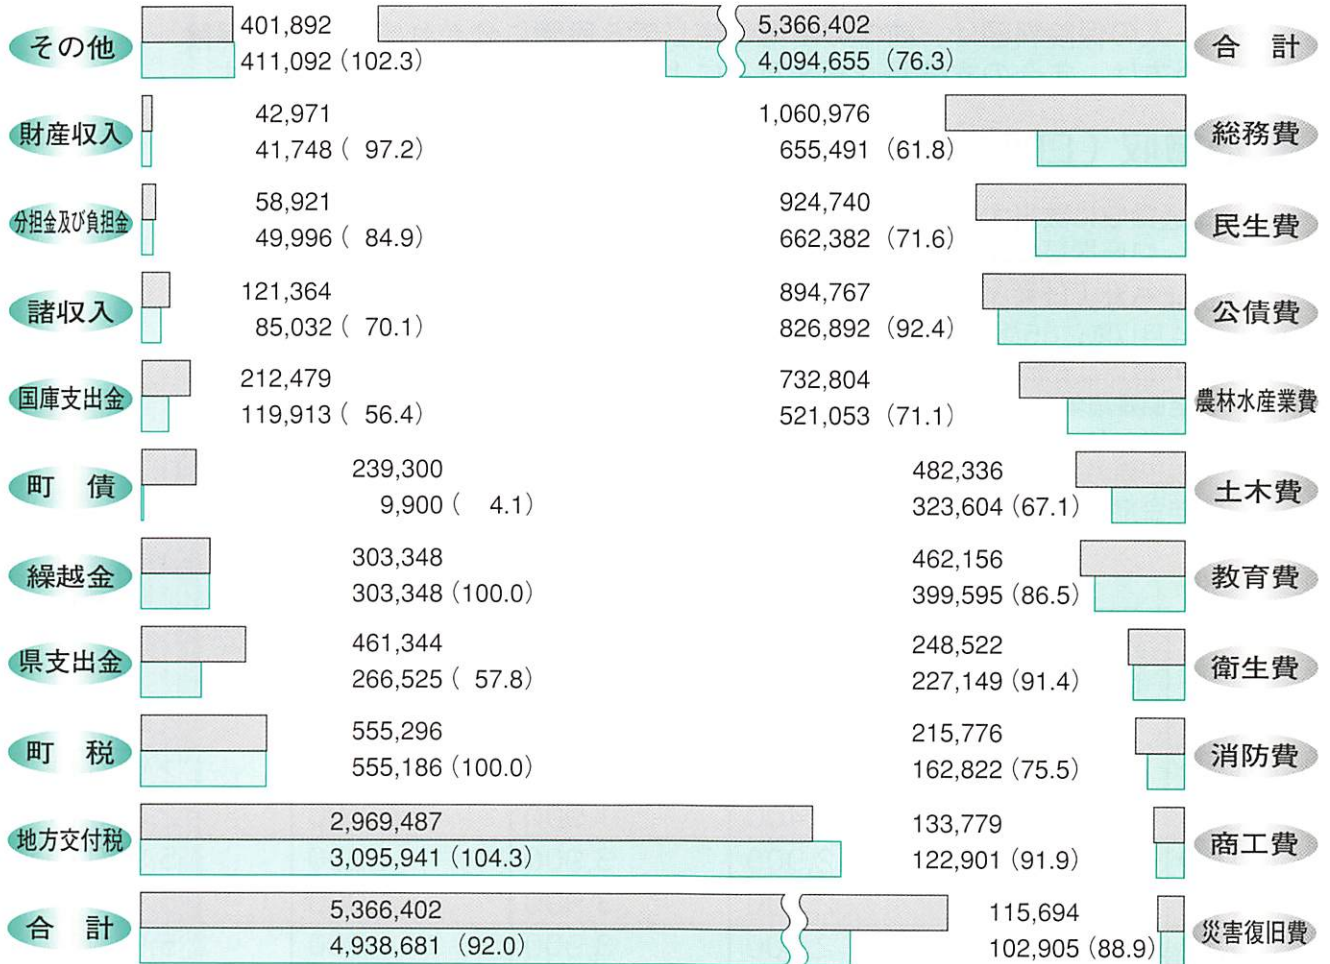 その他
401,892
411,092 (102.3)
財産収入
42,971
41,748 ( 97.2)
分担金及び負担金
58,921
49,996 ( 84.9)
諸収入
121,364
85,032 ( 70.1)
国庫支出金
212,479
119,913 ( 56.4)
町 債
239,300
9,900 ( 4.1)
繰越金
303,348
303,348 (100.0)
県支出金
461,344
266,525 ( 57.8)
町 税
555,296
555,186 (100.0)
地方交付税
2,969,487
3,095,941 (104.3)
合 計
5,366,402
4,938,681 (92.0)
5,366,402
4,094,655 (76.3)
合 計
1,060,976
655,491 (61.8)
総務費
924,740
662,382 (71.6)
民生費
894,767
826,892 (92.4)
公債費
732,804
521,053 (71.1)
農林水産業費
482,336
323,604 (67.1)
土木費
462,156
399,595 (86.5)
教育費
248,522
227,149 (91.4)
衛生費
215,776
162,822 (75.5)
消防費
133,779
122,901 (91.9)
商工費
115,694
102,905 (88.9)
災害復旧費